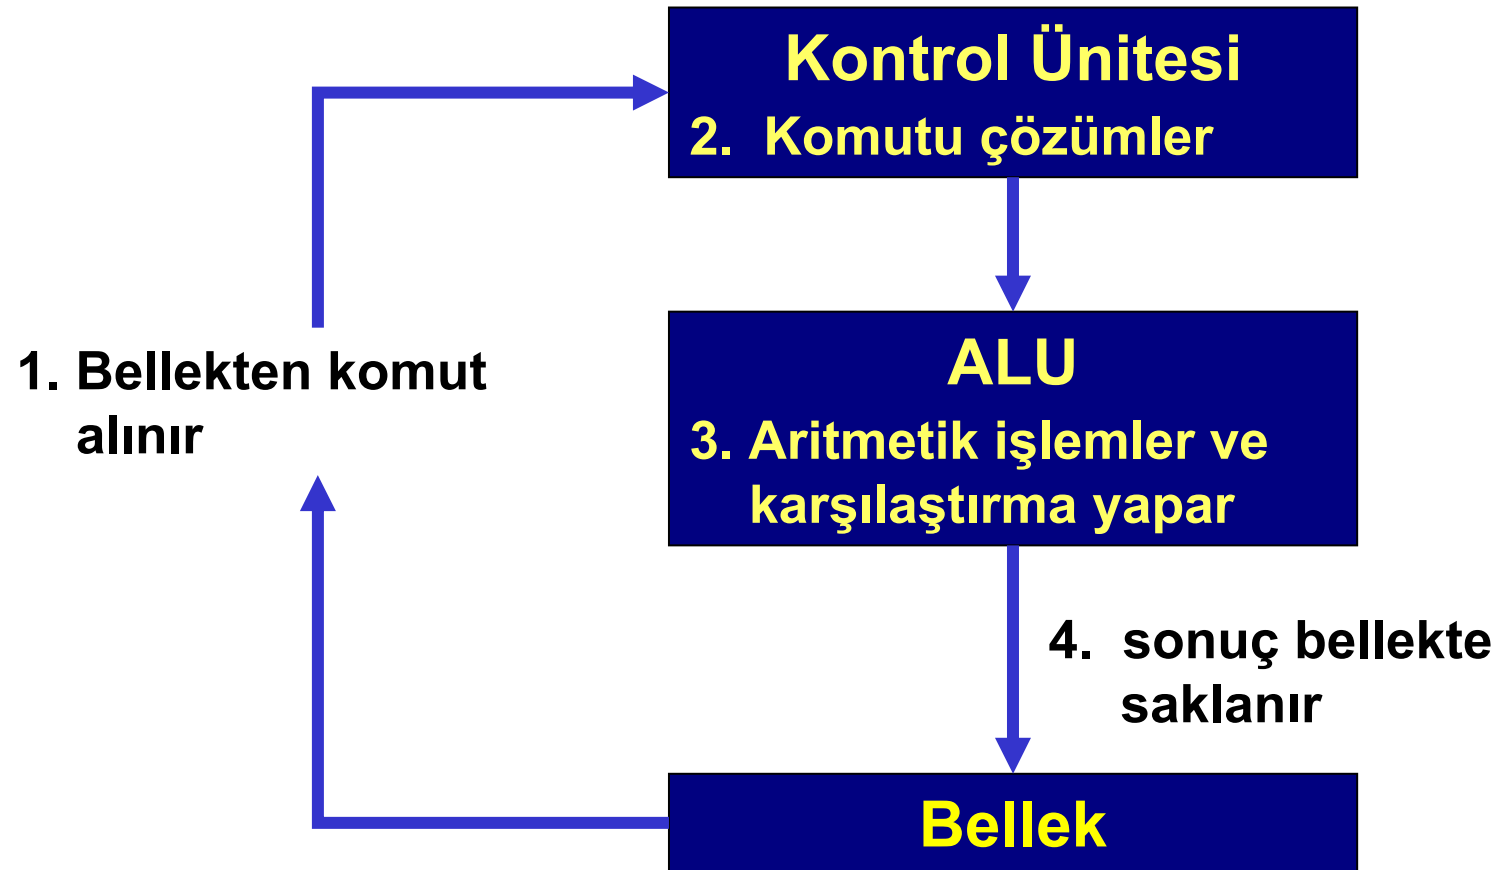 Kontrol Ünitesi
2. Komutu çözümler
1. Bellekten komut
alınır
ALU
3. Aritmetik işlemler ve
karşılaştırma yapar
4. sonuç bellekte
saklanır
Bellek